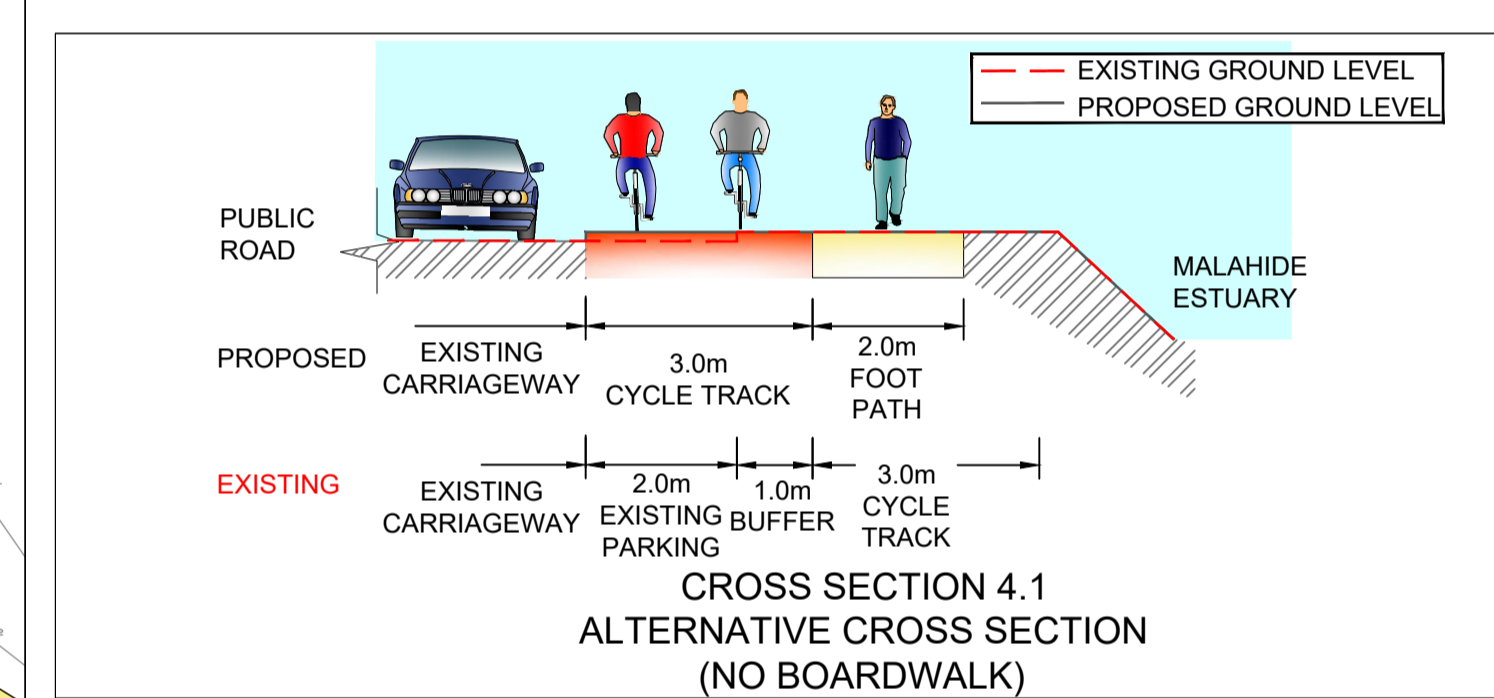 EXISTING GROUND LEVEL
PROPOSED GROUND LEVEL
PUBLIC
ROAD
MALAHIDE
ESTUARY
PROPOSED
EXISTING
CARRIAGEWAY
3.0m
CYCLE TRACK
2.0m
FOOT
PATH
EXISTING
EXISTING
CARRIAGEWAY
2.0m
EXISTING
PARKING
1.0m
BUFFER
3.0m
CYCLE
TRACK
CROSS SECTION 4.1
ALTERNATIVE CROSS SECTION
(NO BOARDWALK)